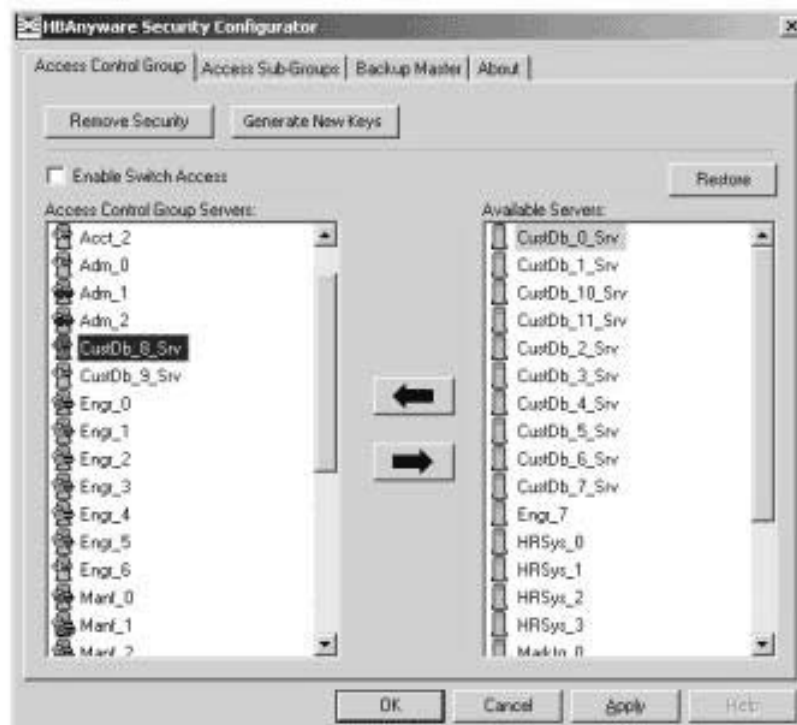 HBAnyware Security Configurator
Access Control Group
Access Sub-Groups
Backup Master
About
Remove Security
Generate New Keys
Enable Switch Access
Restore
Access Control Group Servers:
Acct_2
Adm_0
Adm_1
Adm_2
CustDb_8_Srv
CustDb_9_Srv
Engr_0
Engr_1
Engr_2
Engr_3
Engr_4
Engr_5
Engr_6
Manf_0
Manf_1
Manf_2
Available Servers:
CustDb_0_Srv
CustDb_1_Srv
CustDb_10_Srv
CustDb_11_Srv
CustDb_2_Srv
CustDb_3_Srv
CustDb_4_Srv
CustDb_5_Srv
CustDb_6_Srv
CustDb_7_Srv
Engr_7
HRSys_0
HRSys_1
HRSys_2
HRSys_3
Marktn_0
OK
Cancel
Apply
Help